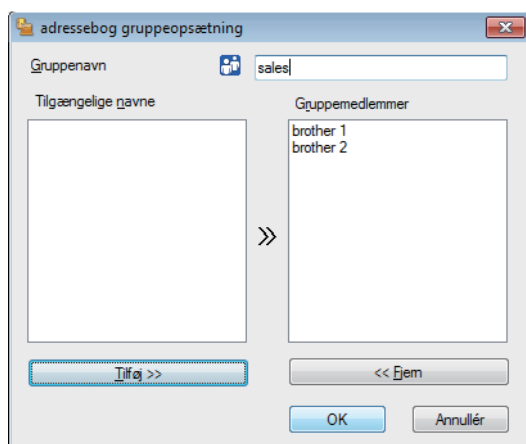 adressebog gruppeopsætning
Gruppenavn
sales
Tilgængelige navne
Gruppemedlemmer
brother 1
brother 2
»
Tilføj >>
<< Fjern
OK
Annullér